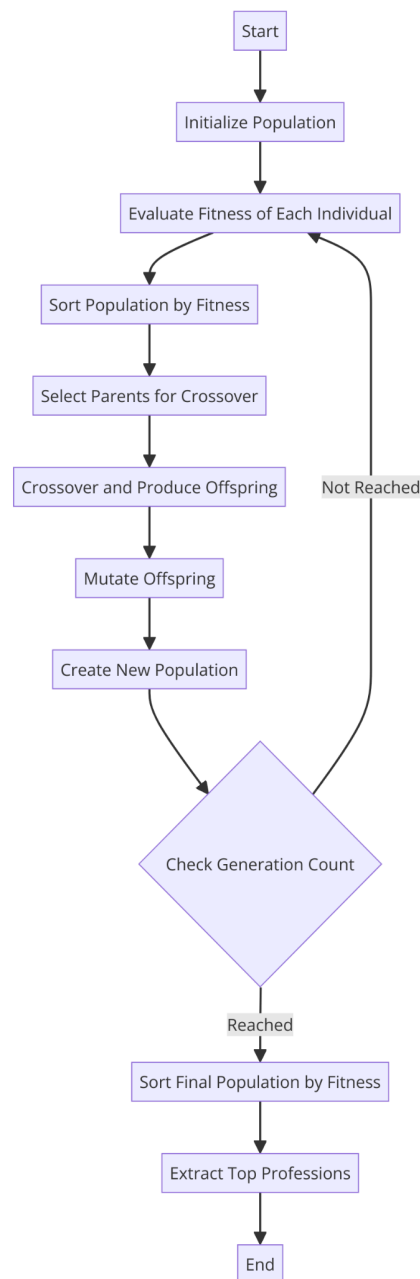 Start
Initialize Population
Evaluate Fitness of Each Individual
Sort Population by Fitness
Select Parents for Crossover
Crossover and Produce Offspring
Not Reached
Mutate Offspring
Create New Population
Check Generation Count
Reached
Sort Final Population by Fitness
Extract Top Professions
End